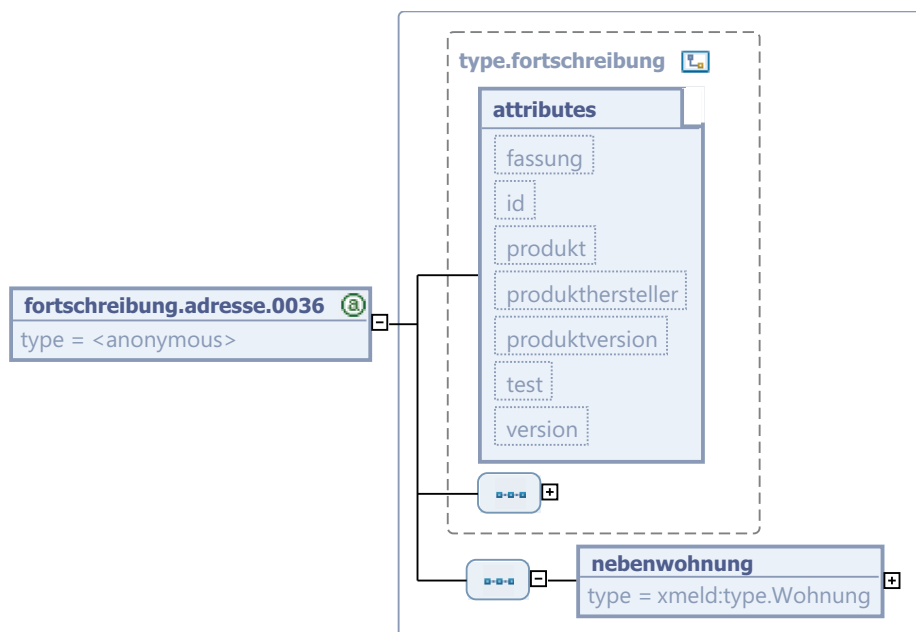 type.fortschreibung
attributes
fassung
id
produkt
produkthersteller
produktversion
test
version
fortschreibung.adresse.0036 a
type = <anonymous>
nebenwohnung
type = xmeld:type.Wohnung